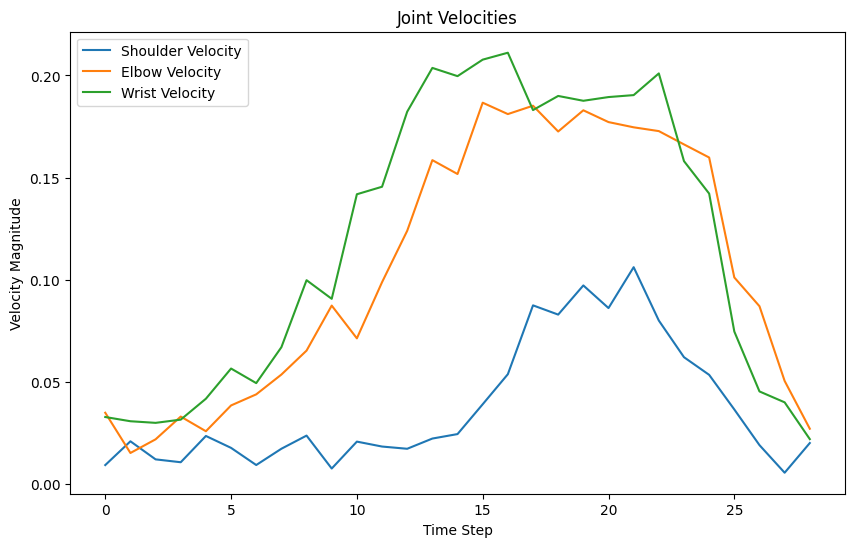 Joint Velocities
Shoulder Velocity
Elbow Velocity
Wrist Velocity
Velocity Magnitude
0.20
0.15
0.10
0.05
0.00
0 5 10 15 20 25
Time Step